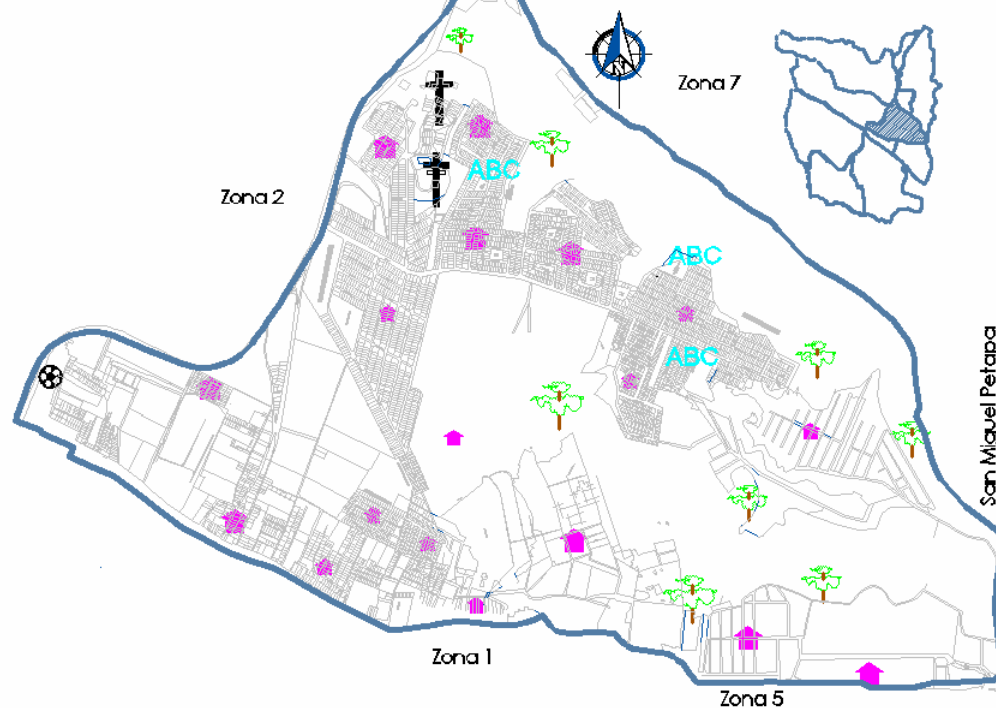 Zona 7
Zona 2
ABC
ABC
ABC
San Miguel Petapa
Zona 1
Zona 5